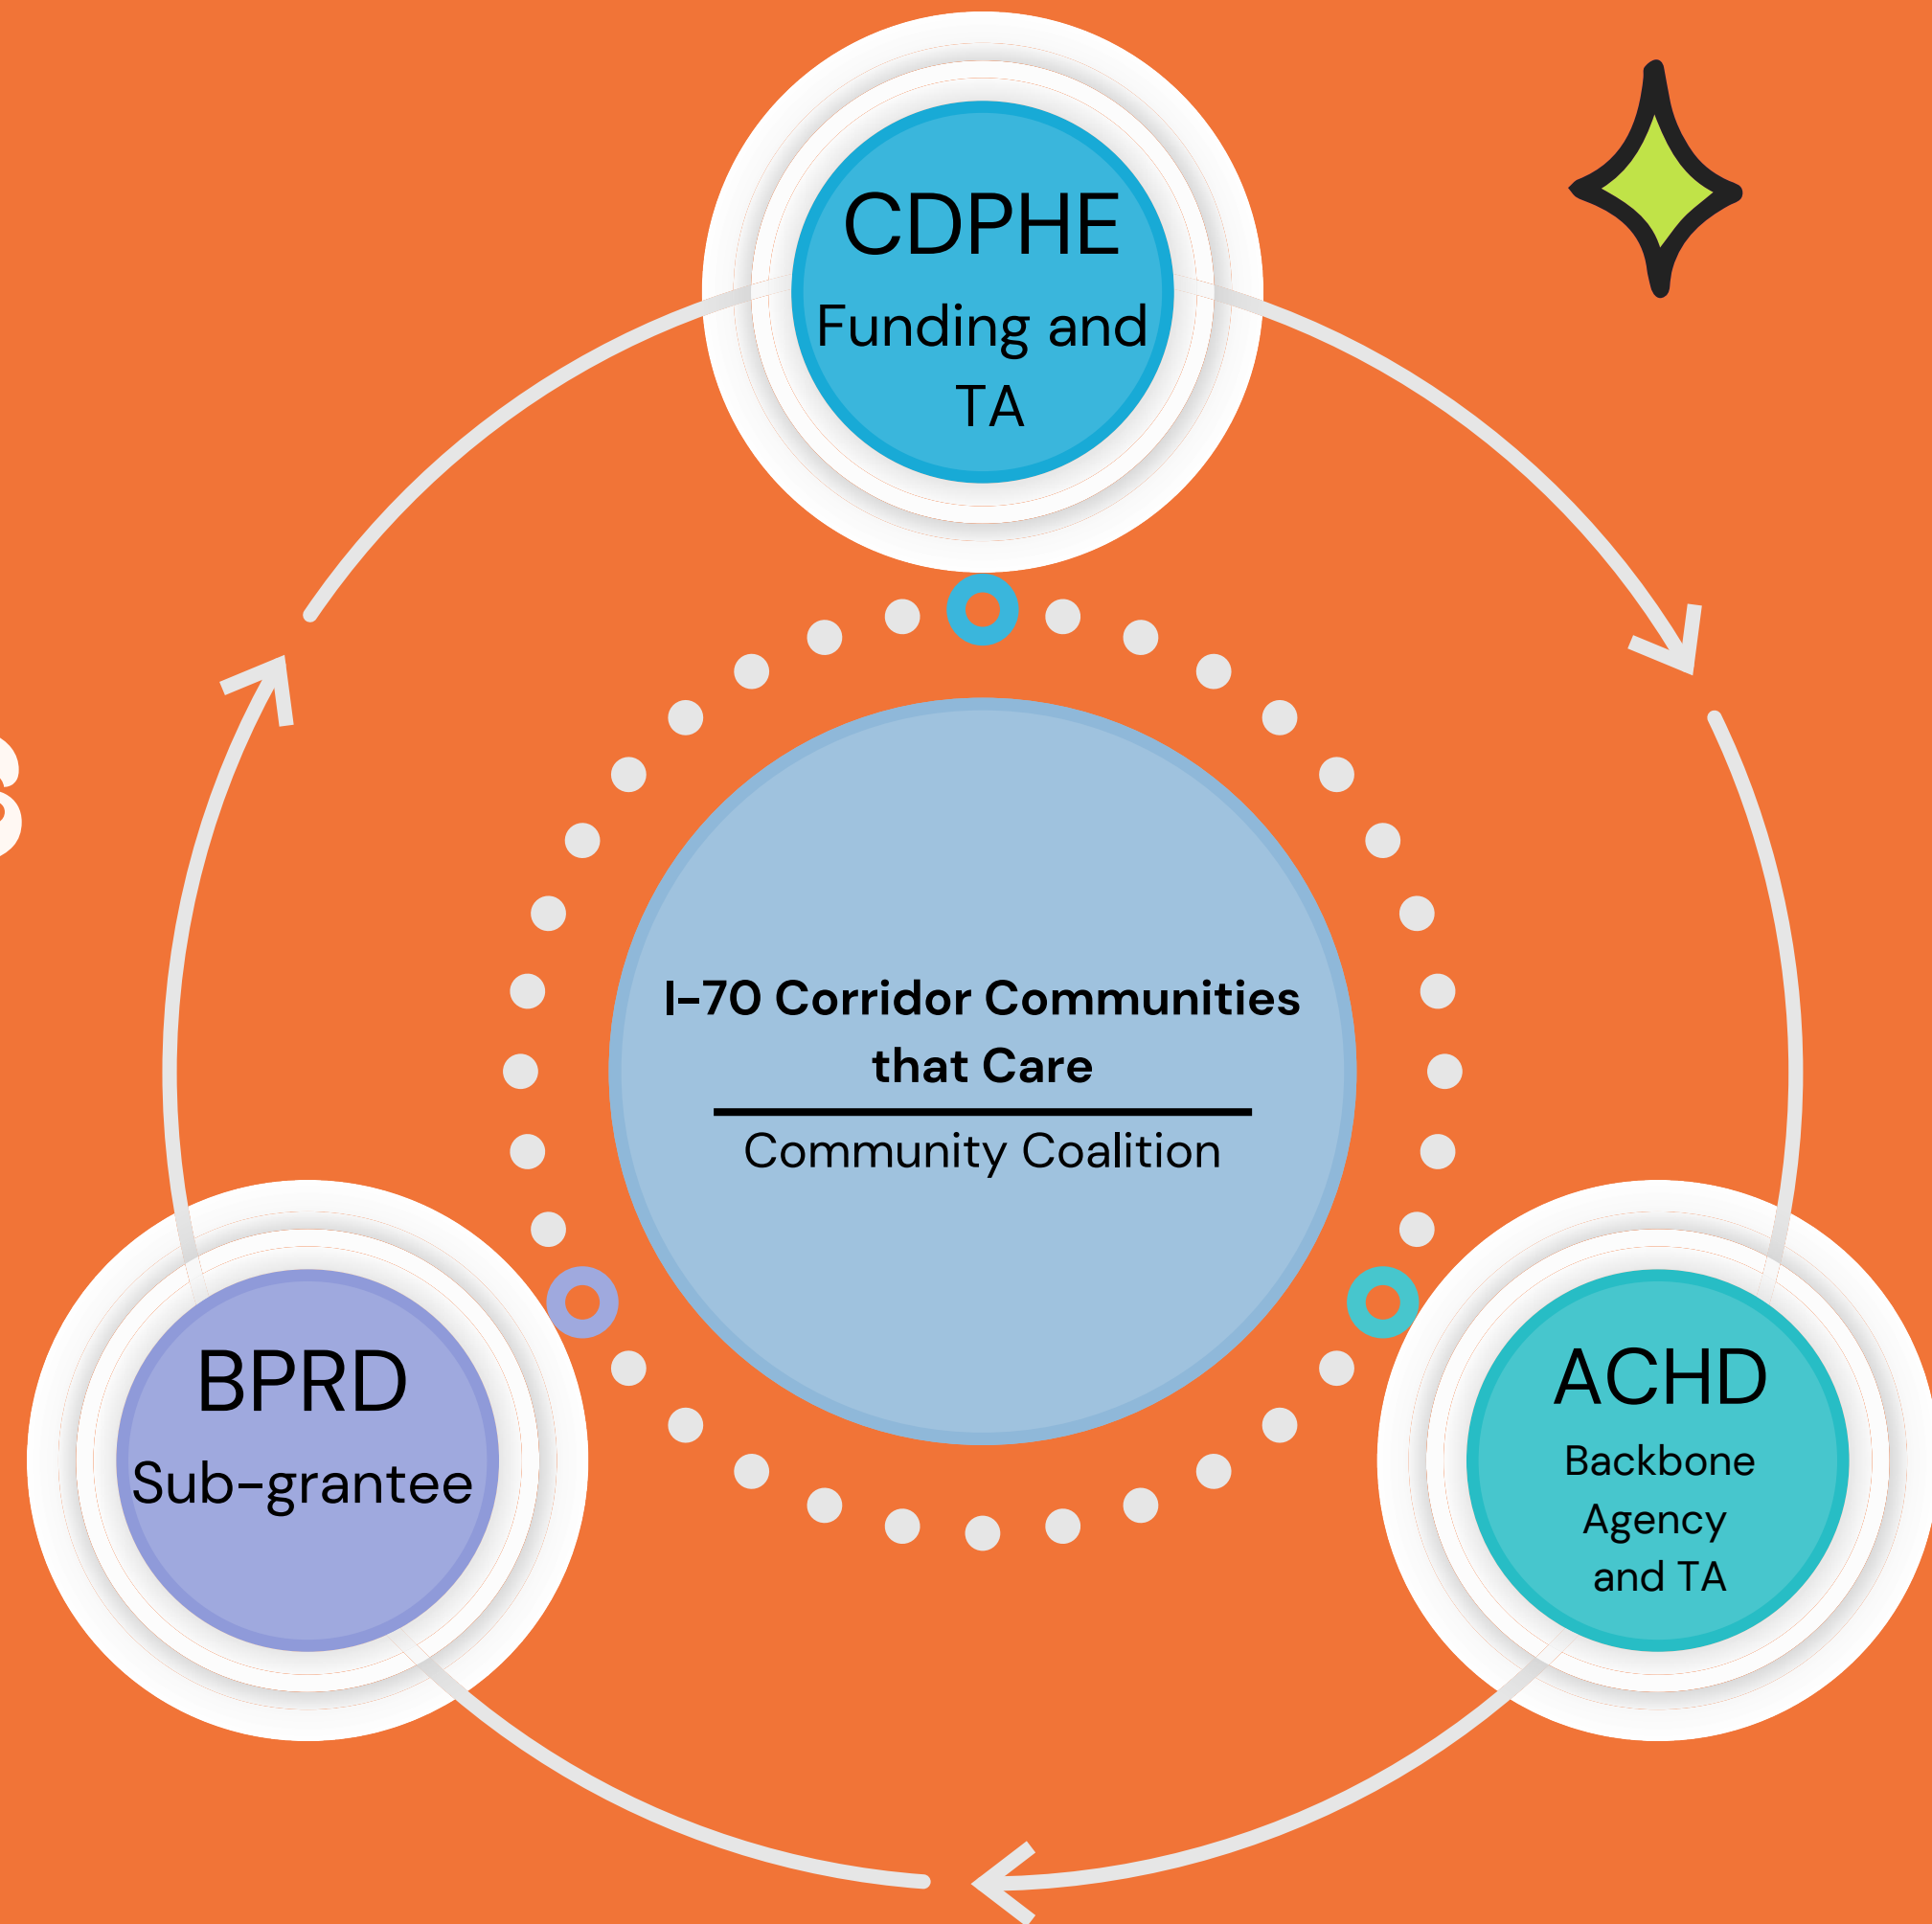 CDPHE
Funding and
TA
I-70 Corridor Communities
that Care
Community Coalition
BPRD
Sub-grantee
ACHD
Backbone
Agency
and TA